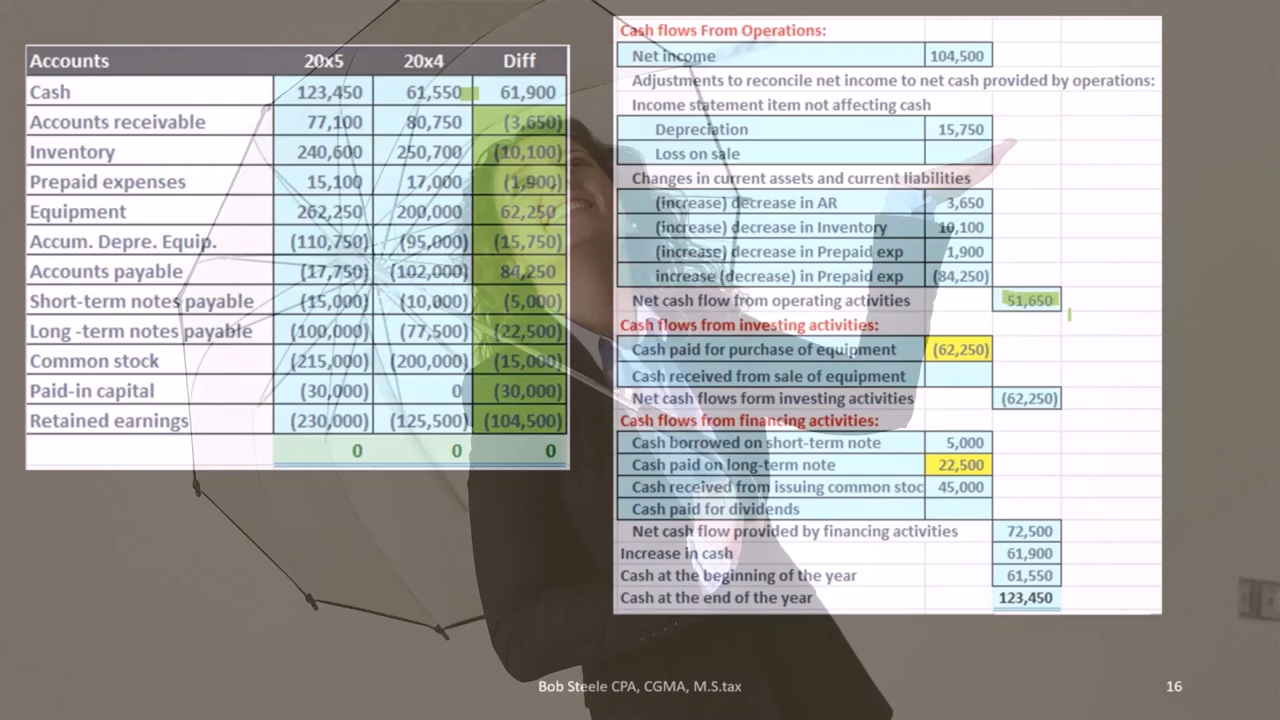 Accounts 20x5 20x4 Diff
Cash 123,450 61,550 61,900
Accounts receivable 77,100 80,750 (3,650)
Inventory 240,600 250,700 (10,100)
Prepaid expenses 15,100 17,000 (1,900)
Equipment 262,250 200,000 62,250
Accum. Depre. Equip. (110,750) (95,000) (15,750)
Accounts payable (17,750) (102,000) 84,250
Short-term notes payable (15,000) (10,000) (5,000)
Long -term notes payable (100,000) (77,500) (22,500)
Common stock (215,000) (200,000) (15,000)
Paid-in capital (30,000) 0 (30,000)
Retained earnings (230,000) (125,500) (104,500)
0 0 0
Cash flows From Operations:
Net income 104,500
Adjustments to reconcile net income to net cash provided by operations:
Income statement item not affecting cash
Depreciation 15,750
Loss on sale
Changes in current assets and current liabilities
(increase) decrease in AR 3,650
(increase) decrease in Inventory 10,100
(increase) decrease in Prepaid exp 1,900
increase (decrease) in Prepaid exp (84,250)
Net cash flow from operating activities 51,650
Cash flows from investing activities:
Cash paid for purchase of equipment (62,250)
Cash received from sale of equipment
Net cash flows form investing activities (62,250)
Cash flows from financing activities:
Cash borrowed on short-term note 5,000
Cash paid on long-term note 22,500
Cash received from issuing common stoc 45,000
Cash paid for dividends
Net cash flow provided by financing activities 72,500
Increase in cash 61,900
Cash at the beginning of the year 61,550
Cash at the end of the year 123,450
Bob Steele CPA, CGMA, M.S.tax 16